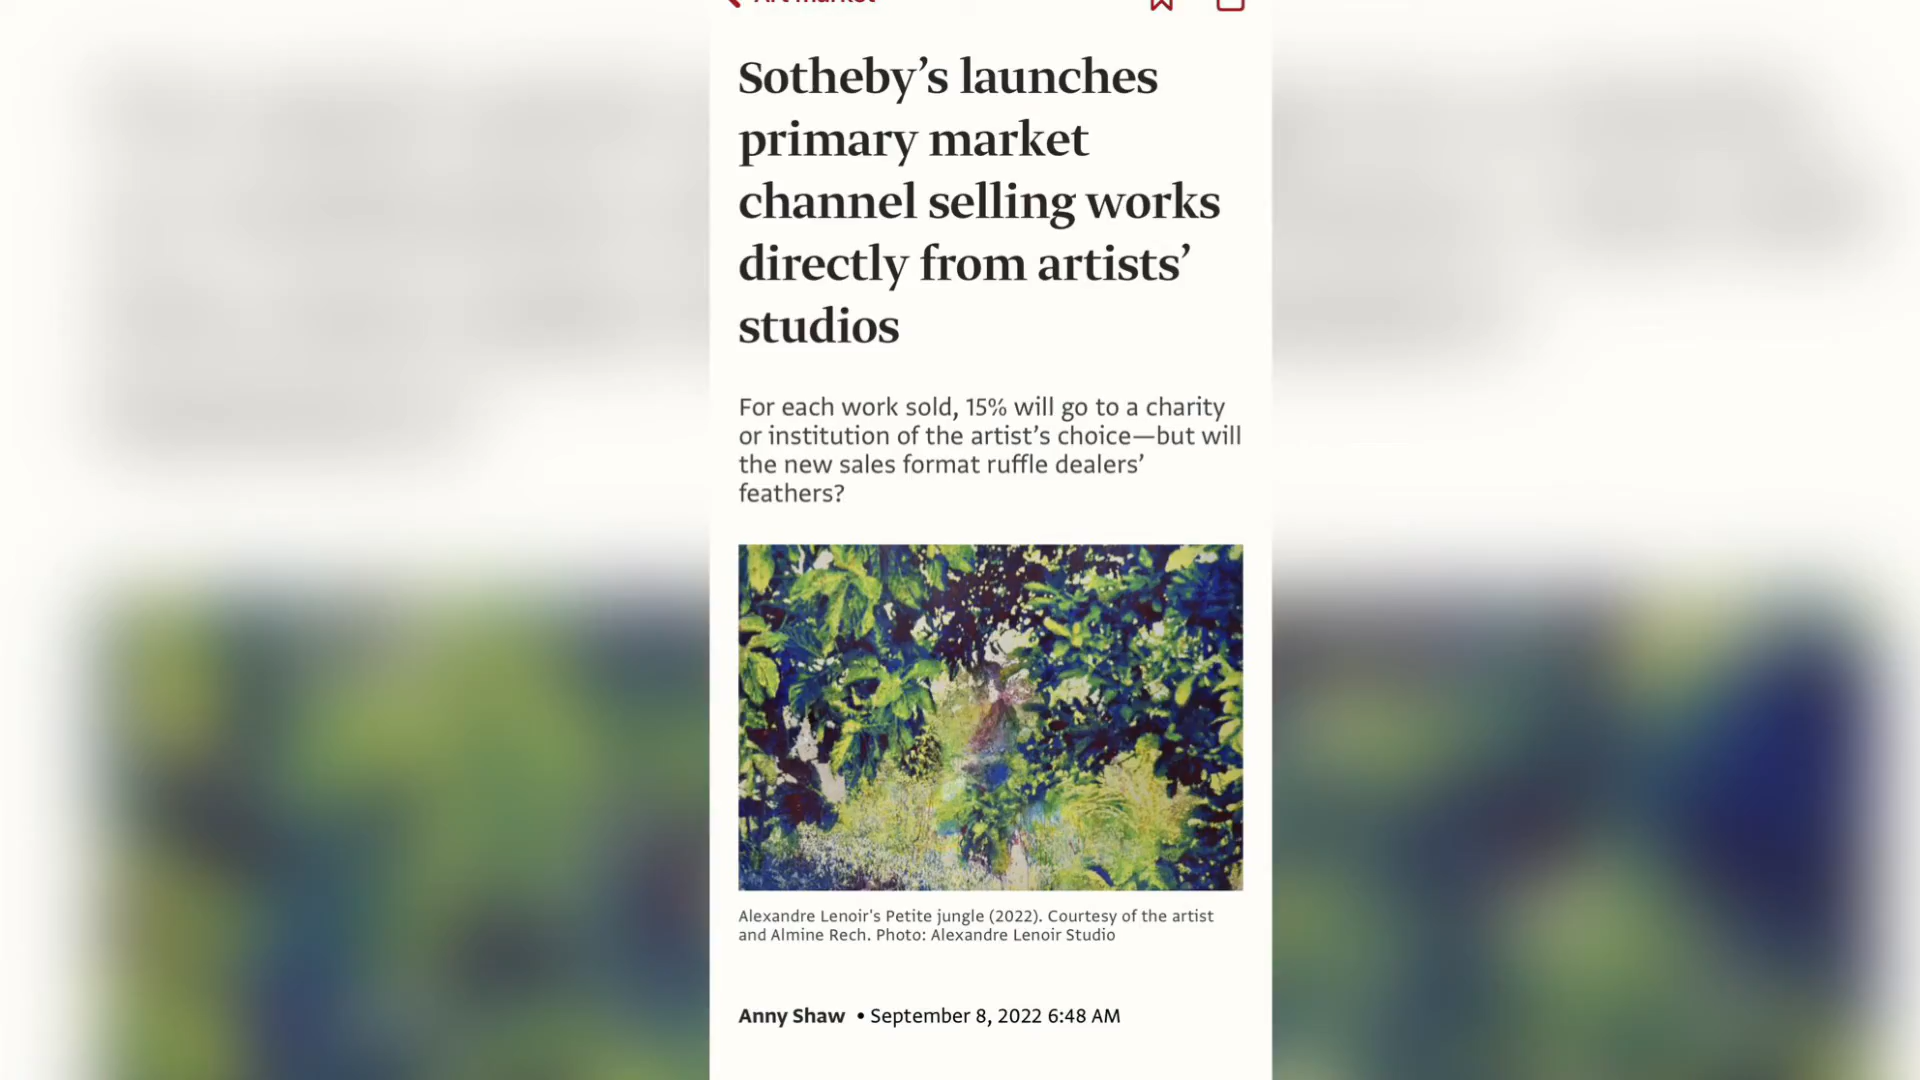 Art market
Sotheby’s launches
primary market
channel selling works
directly from artists’
studios
For each work sold, 15% will go to a charity
or institution of the artist’s choice—but will
the new sales format ruffle dealers’
feathers?
Alexandre Lenoir's Petite jungle (2022). Courtesy of the artist
and Almine Rech. Photo: Alexandre Lenoir Studio
Anny Shaw • September 8, 2022 6:48 AM